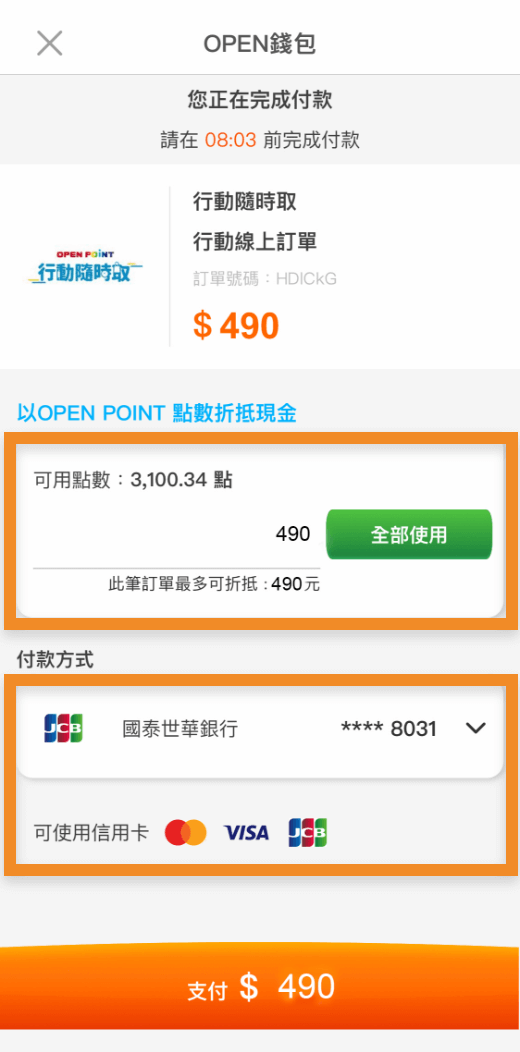 OPEN錢包
您正在完成付款
請在 08:03 前完成付款
行動隨時取
行動線上訂單
OPEN POiNT
行動隨時取
訂單號碼：HDICkG
$ 490
以OPEN POINT 點數折抵現金
可用點數：3,100.34 點
490 全部使用
此筆訂單最多可折抵 : 490元
付款方式
JCB 國泰世華銀行 **** 8031
可使用信用卡 VISA JCB
支付 $ 490